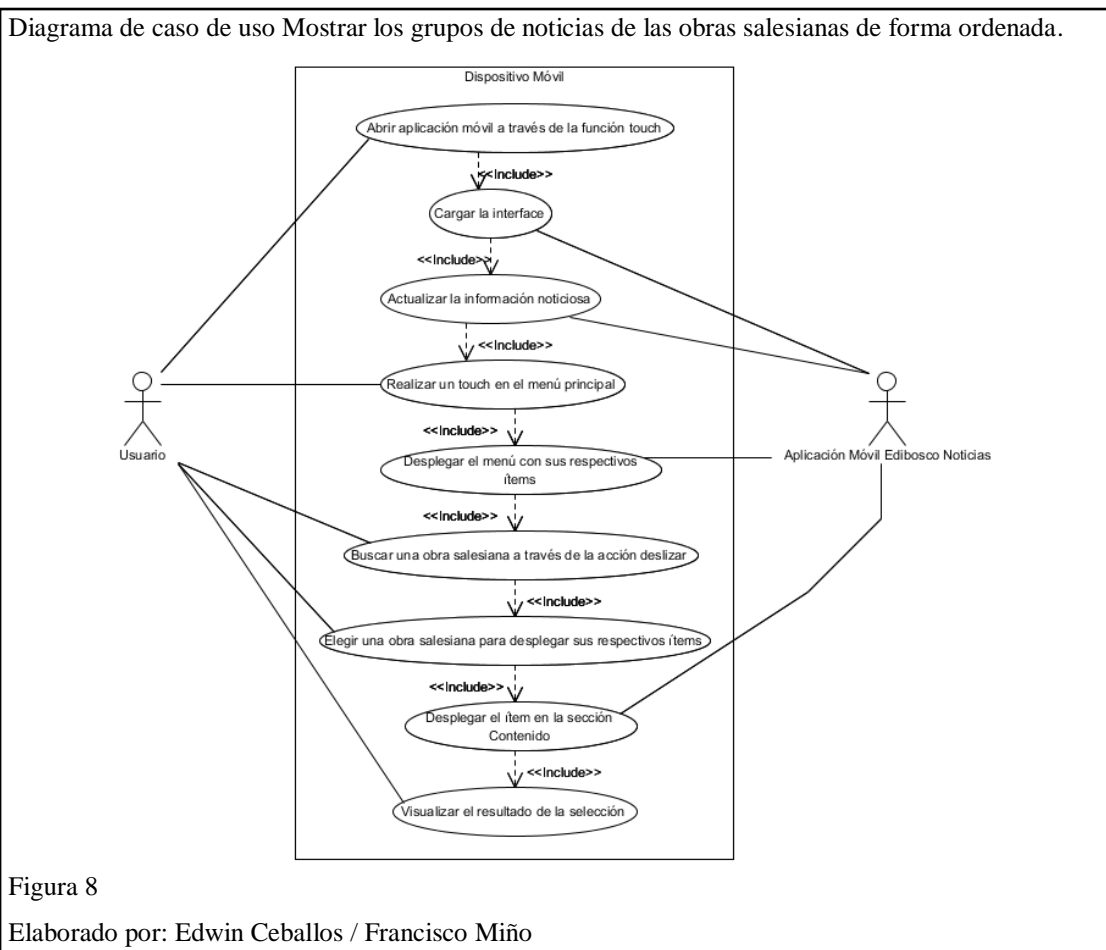 Diagrama de caso de uso Mostrar los grupos de noticias de las obras salesianas de forma ordenada.
Dispositivo Móvil
Abrir aplicación móvil a través de la función touch
<<Include>>
Cargar la interface
<<Include>>
Actualizar la información noticiosa
<<Include>>
Realizar un touch en el menú principal
<<Include>>
Usuario
Desplegar el menú con sus respectivos
ítems
Aplicación Móvil Edibosco Noticias
<<Include>>
Buscar una obra salesiana a través de la acción deslizar
<<Include>>
Elegir una obra salesiana para desplegar sus respectivos ítems
<<Include>>
Desplegar el ítem en la sección
Contenido
<<Include>>
Visualizar el resultado de la selección
Figura 8
Elaborado por: Edwin Ceballos / Francisco Miño